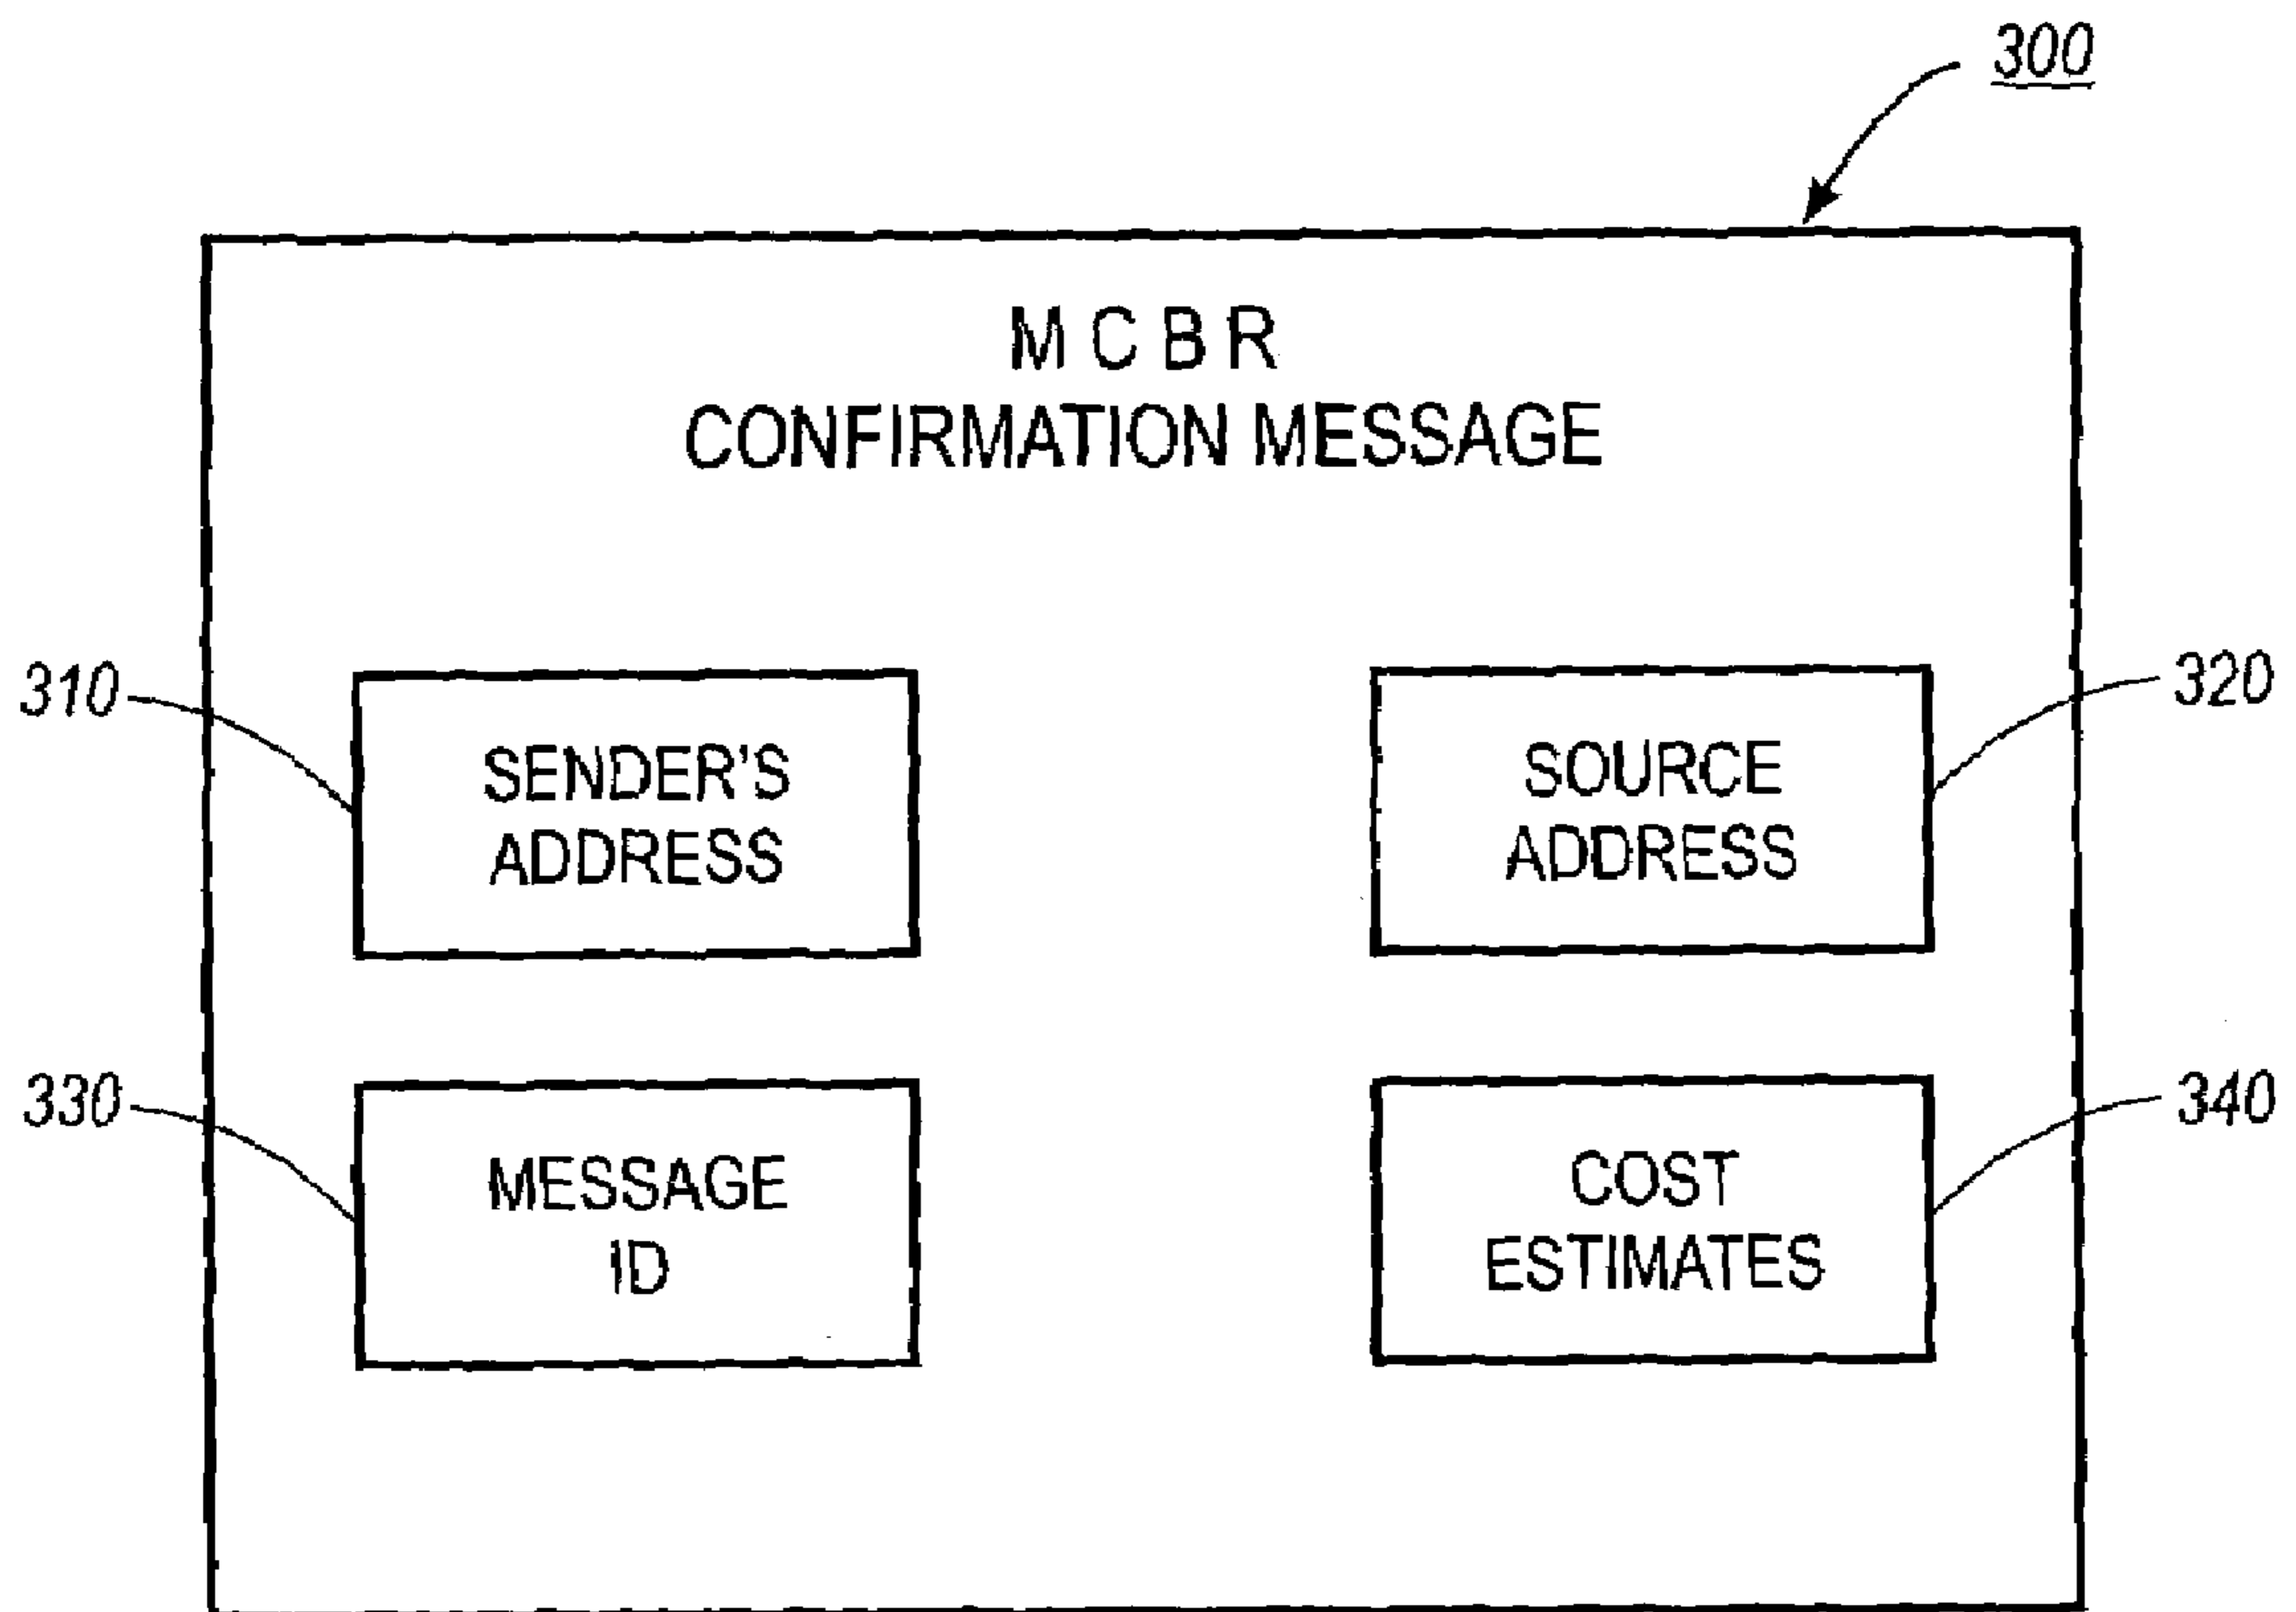 300
M C B R
CONFIRMATION MESSAGE
310
SENDER'S
ADDRESS
320
SOURCE
ADDRESS
330
MESSAGE
ID
340
COST
ESTIMATES